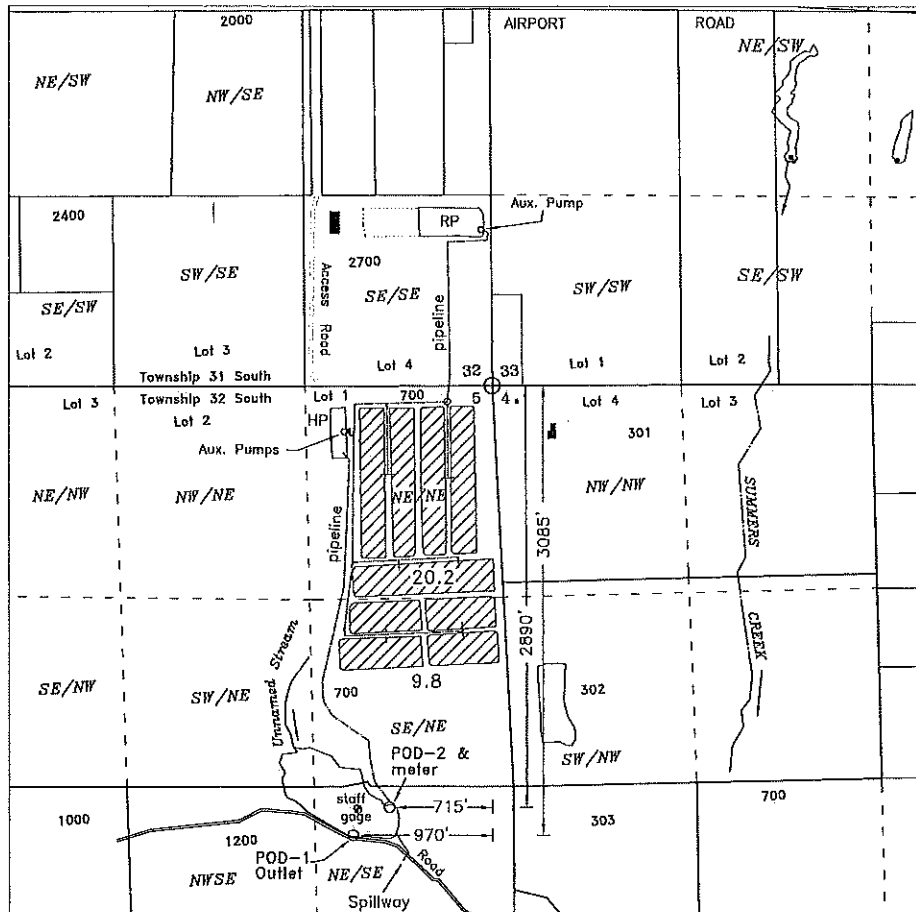 2000
AIRPORT ROAD
NE/SW
NE/SW
NW/SE
2400
RP
Aux. Pump
2700
Access Road
SW/SE
SE/SE
pipeline
SW/SW
SE/SW
SE/SW
Lot 2
Lot 3
Lot 4
Lot 1
Lot 2
Township 31 South
32
33
Township 32 South
Lot 3
Lot 2
Lot 1
700
5
4
Lot 4
Lot 3
HP
Aux. Pumps
301
NE/NW
NW/NE
NE/NE
NW/NW
pipeline
3085'
SUMMERS
20.2
2890'
CREEK
Unnamed Stream
SE/NW
SW/NE
700
9.8
302
SE/NE
SW/NW
POD-2 &
meter
700
1000
staff
gage
715'
303
1200
970'
POD-1
Outlet
Road
NWSE
NE/SE
Spillway